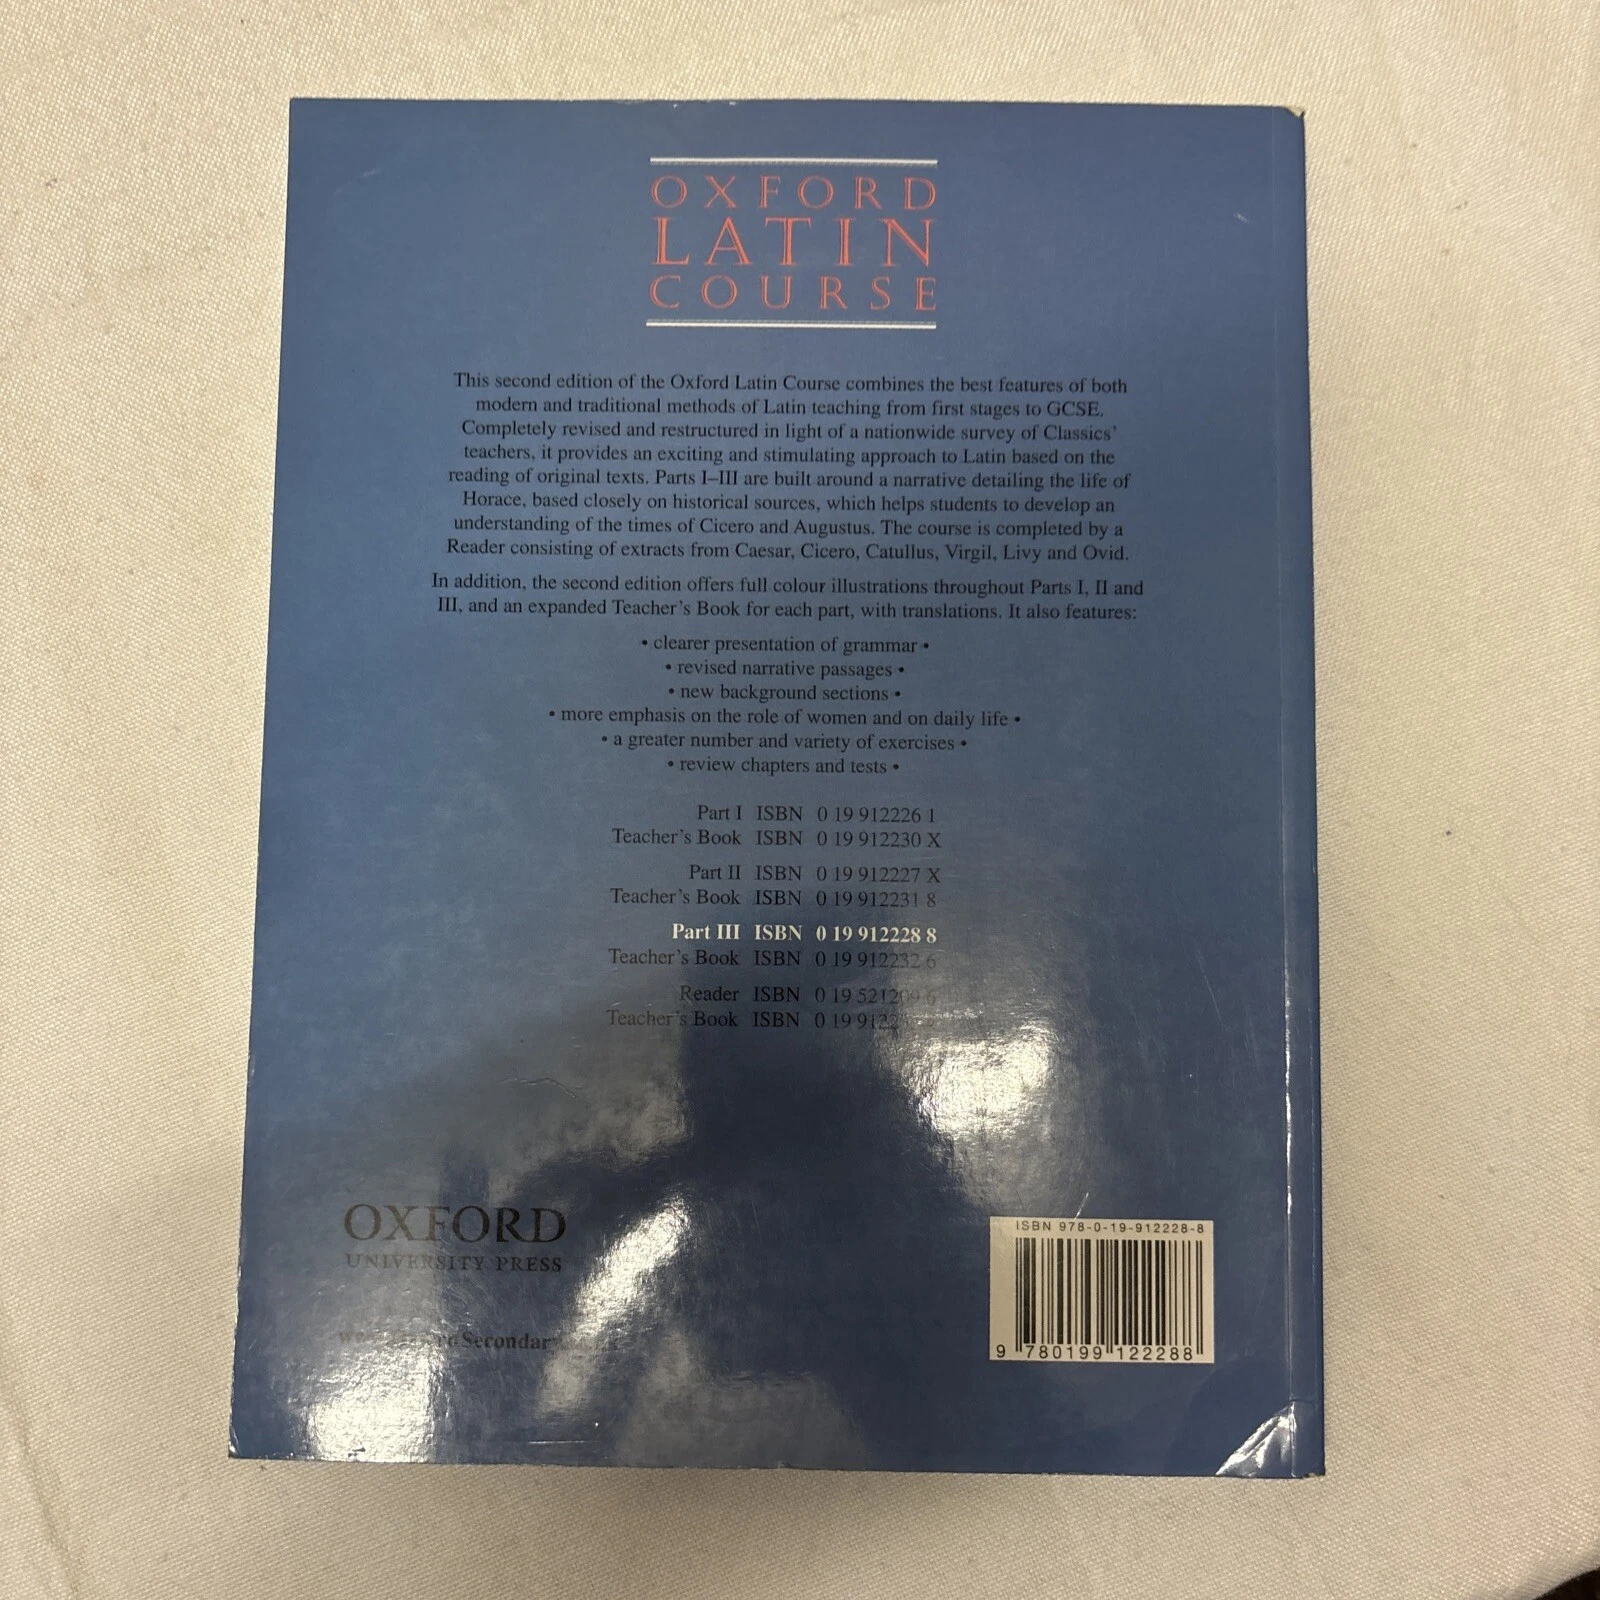 OXFORD
LATIN
COURSE
This second edition of the Oxford Latin Course combines the best features of both
modern and traditional methods of Latin teaching from first stages to GCSE.
Completely revised and restructured in light of a nationwide survey of Classics'
teachers, it provides an exciting and stimulating approach to Latin based on the
reading of original texts. Parts I–III are built around a narrative detailing the life of
Horace, based closely on historical sources, which helps students to develop an
understanding of the times of Cicero and Augustus. The course is completed by a
Reader consisting of extracts from Caesar, Cicero, Catullus, Virgil, Livy and Ovid.
In addition, the second edition offers full colour illustrations throughout Parts I, II and
III, and an expanded Teacher's Book for each part, with translations. It also features:
• clearer presentation of grammar •
• revised narrative passages •
• new background sections •
• more emphasis on the role of women and on daily life •
• a greater number and variety of exercises •
• review chapters and tests •
Part I ISBN 0 19 912226 1
Teacher's Book ISBN 0 19 912230 X
Part II ISBN 0 19 912227 X
Teacher's Book ISBN 0 19 912231 8
Part III ISBN 0 19 912228 8
Teacher's Book ISBN 0 19 912232 6
Reader ISBN 0 19 521209 6
Teacher's Book ISBN 0 19
OXFORD
UNIVERSITY PRESS
ISBN 978-0-19-912228-8
9 780199 122288